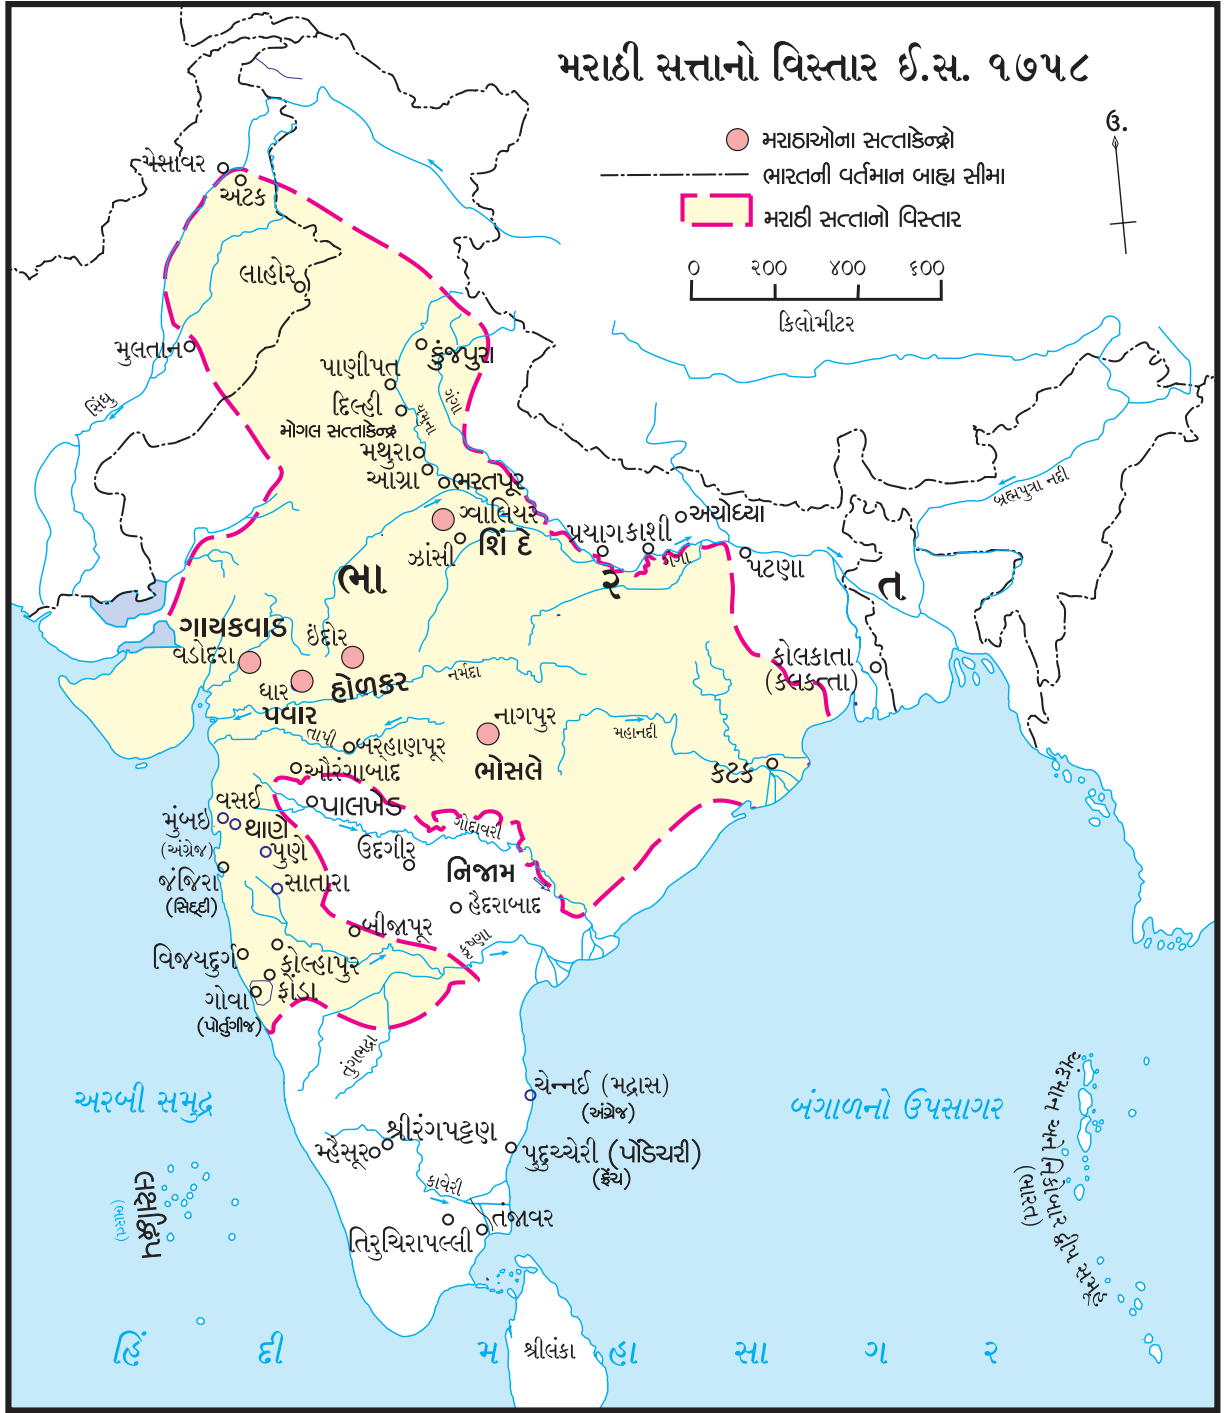 મરાઠી સત્તાનો વિસ્તાર ઈ.સ. ૧૭૫૮
ઉ.
મરાઠાઓના સત્તાકેન્દ્રો
ભારતની વર્તમાન બાહ્ય સીમા
મરાઠી સત્તાનો વિસ્તાર
૦ ૨૦૦ ૪૦૦ ૬૦૦
કિલોમીટર
પેસાવર
અટક
લાહોર
મુલતાન
સિંધુ
કુંજપુરા
પાણીપત
ગંગા
દિલ્હી
યમુના
મોગલ સત્તાકેન્દ્ર
મથુરા
આગ્રા
ભરતપૂર
ગ્વાલિયર
ઝાંસી
શિં દે
પ્રયાગ
કાશી
અયોધ્યા
ગંગા
પટણા
બ્રહ્મપુત્રા નદી
ભા ર ત
ગાયકવાડ
વડોદરા
ઇંદોર
ધાર
હોળકર
પવાર
નર્મદા
કોલકાતા
(કલકત્તા)
તાપી
બર્‌હાણપૂર
નાગપુર
મહાનદી
ઔરંગાબાદ
ભોસલે
કટક
વસઈ
પાલખેડ
મુંબઇ
(અંગ્રેજ)
થાણે
ગોદાવરી
પુણે
ઉદગીર
જંજિરા
(સિદ્દી)
સાતારા
નિજામ
હૈદરાબાદ
બીજાપૂર
કૃષ્ણા
વિજયદુર્ગ
કોલ્હાપુર
ફોંડા
ગોવા
(પોર્તુગીજ)
તુંગભદ્રા
અરબી સમુદ્ર
ચેન્નઈ (મદ્રાસ)
(અંગ્રેજ)
બંગાળનો ઉપસાગર
શ્રીરંગપટ્ટણ
મ્હૈસૂર
પુદુચ્ચેરી (પોંડિચરી)
(ફ્રેંચ)
કાવેરી
તંજાવર
તિરુચિરાપલ્લી
લક્ષદ્વિપ
(ભારત)
અંદમાન અને નિકોબાર દ્વીપ સમૂહ
(ભારત)
શ્રીલંકા
હિં દી મ હા સા ગ ર